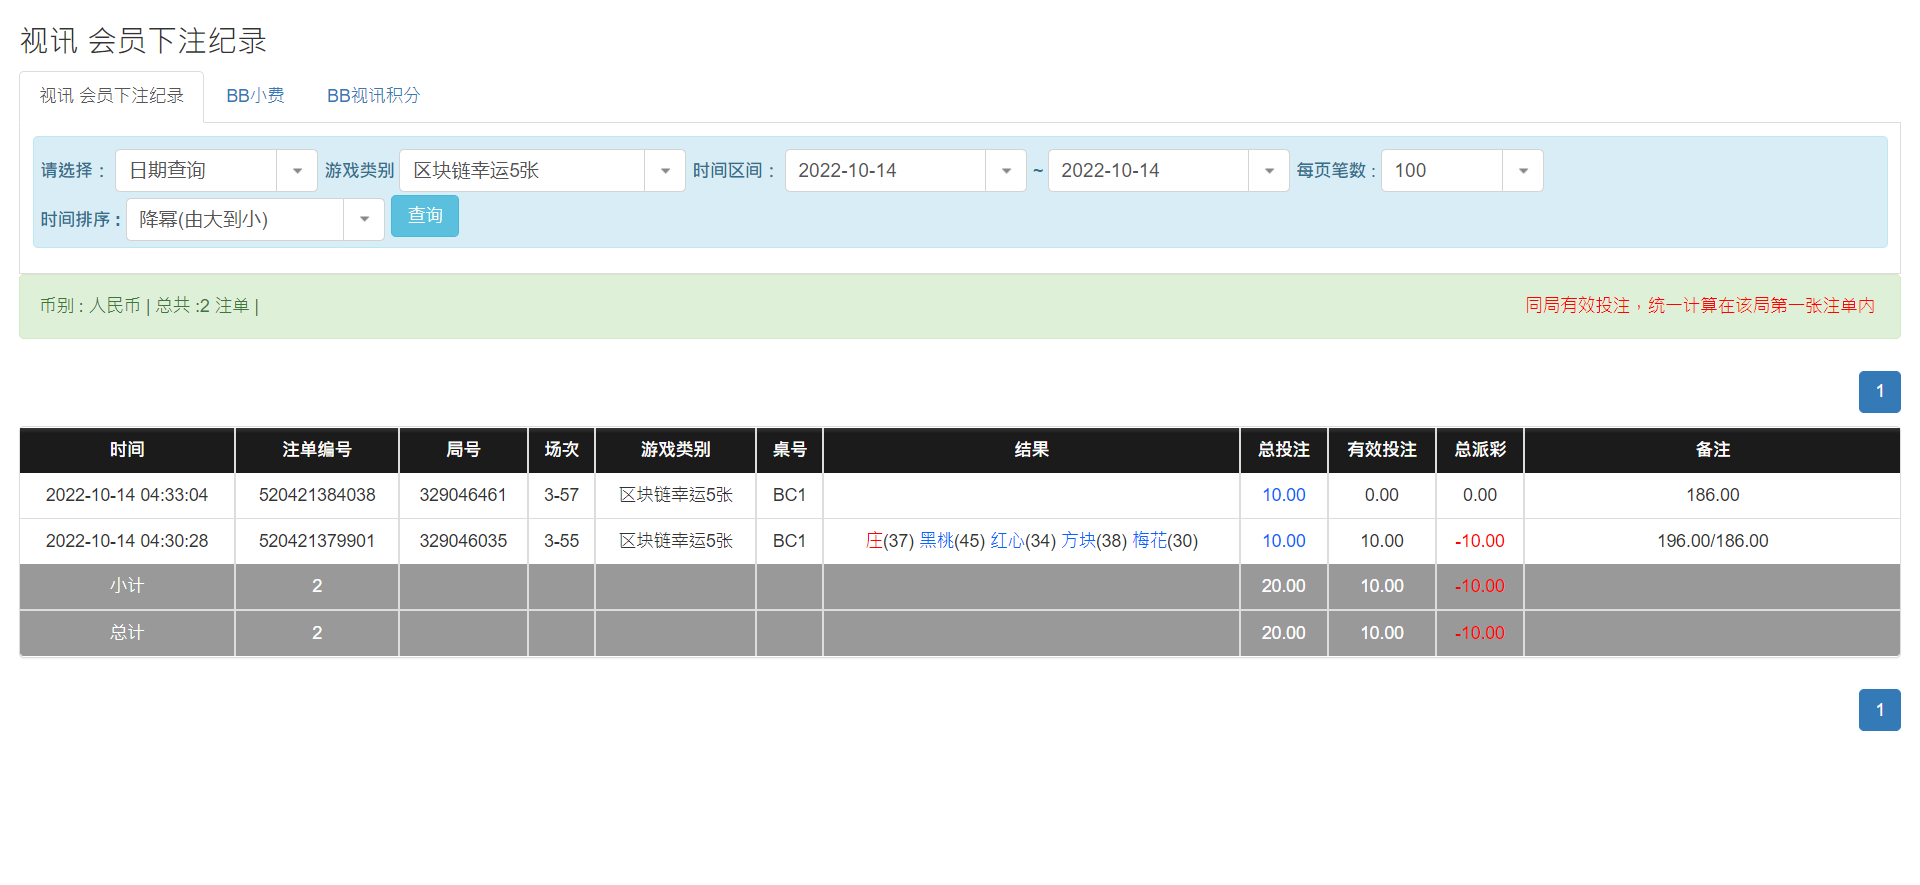 视讯 会员下注纪录
视讯 会员下注纪录 BB小费 BB视讯积分
请选择： 日期查询 游戏类别 区块链幸运5张 时间区间： 2022-10-14 ~ 2022-10-14 每页笔数 : 100
时间排序 : 降幂(由大到小) 查询
币别 : 人民币 | 总共 :2 注单 | 同局有效投注，统一计算在该局第一张注单内
1
时间 注单编号 局号 场次 游戏类别 桌号 结果 总投注 有效投注 总派彩 备注
2022-10-14 04:33:04 520421384038 329046461 3-57 区块链幸运5张 BC1 10.00 0.00 0.00 186.00
2022-10-14 04:30:28 520421379901 329046035 3-55 区块链幸运5张 BC1 庄(37) 黑桃(45) 红心(34) 方块(38) 梅花(30) 10.00 10.00 -10.00 196.00/186.00
小计 2 20.00 10.00 -10.00
总计 2 20.00 10.00 -10.00
1